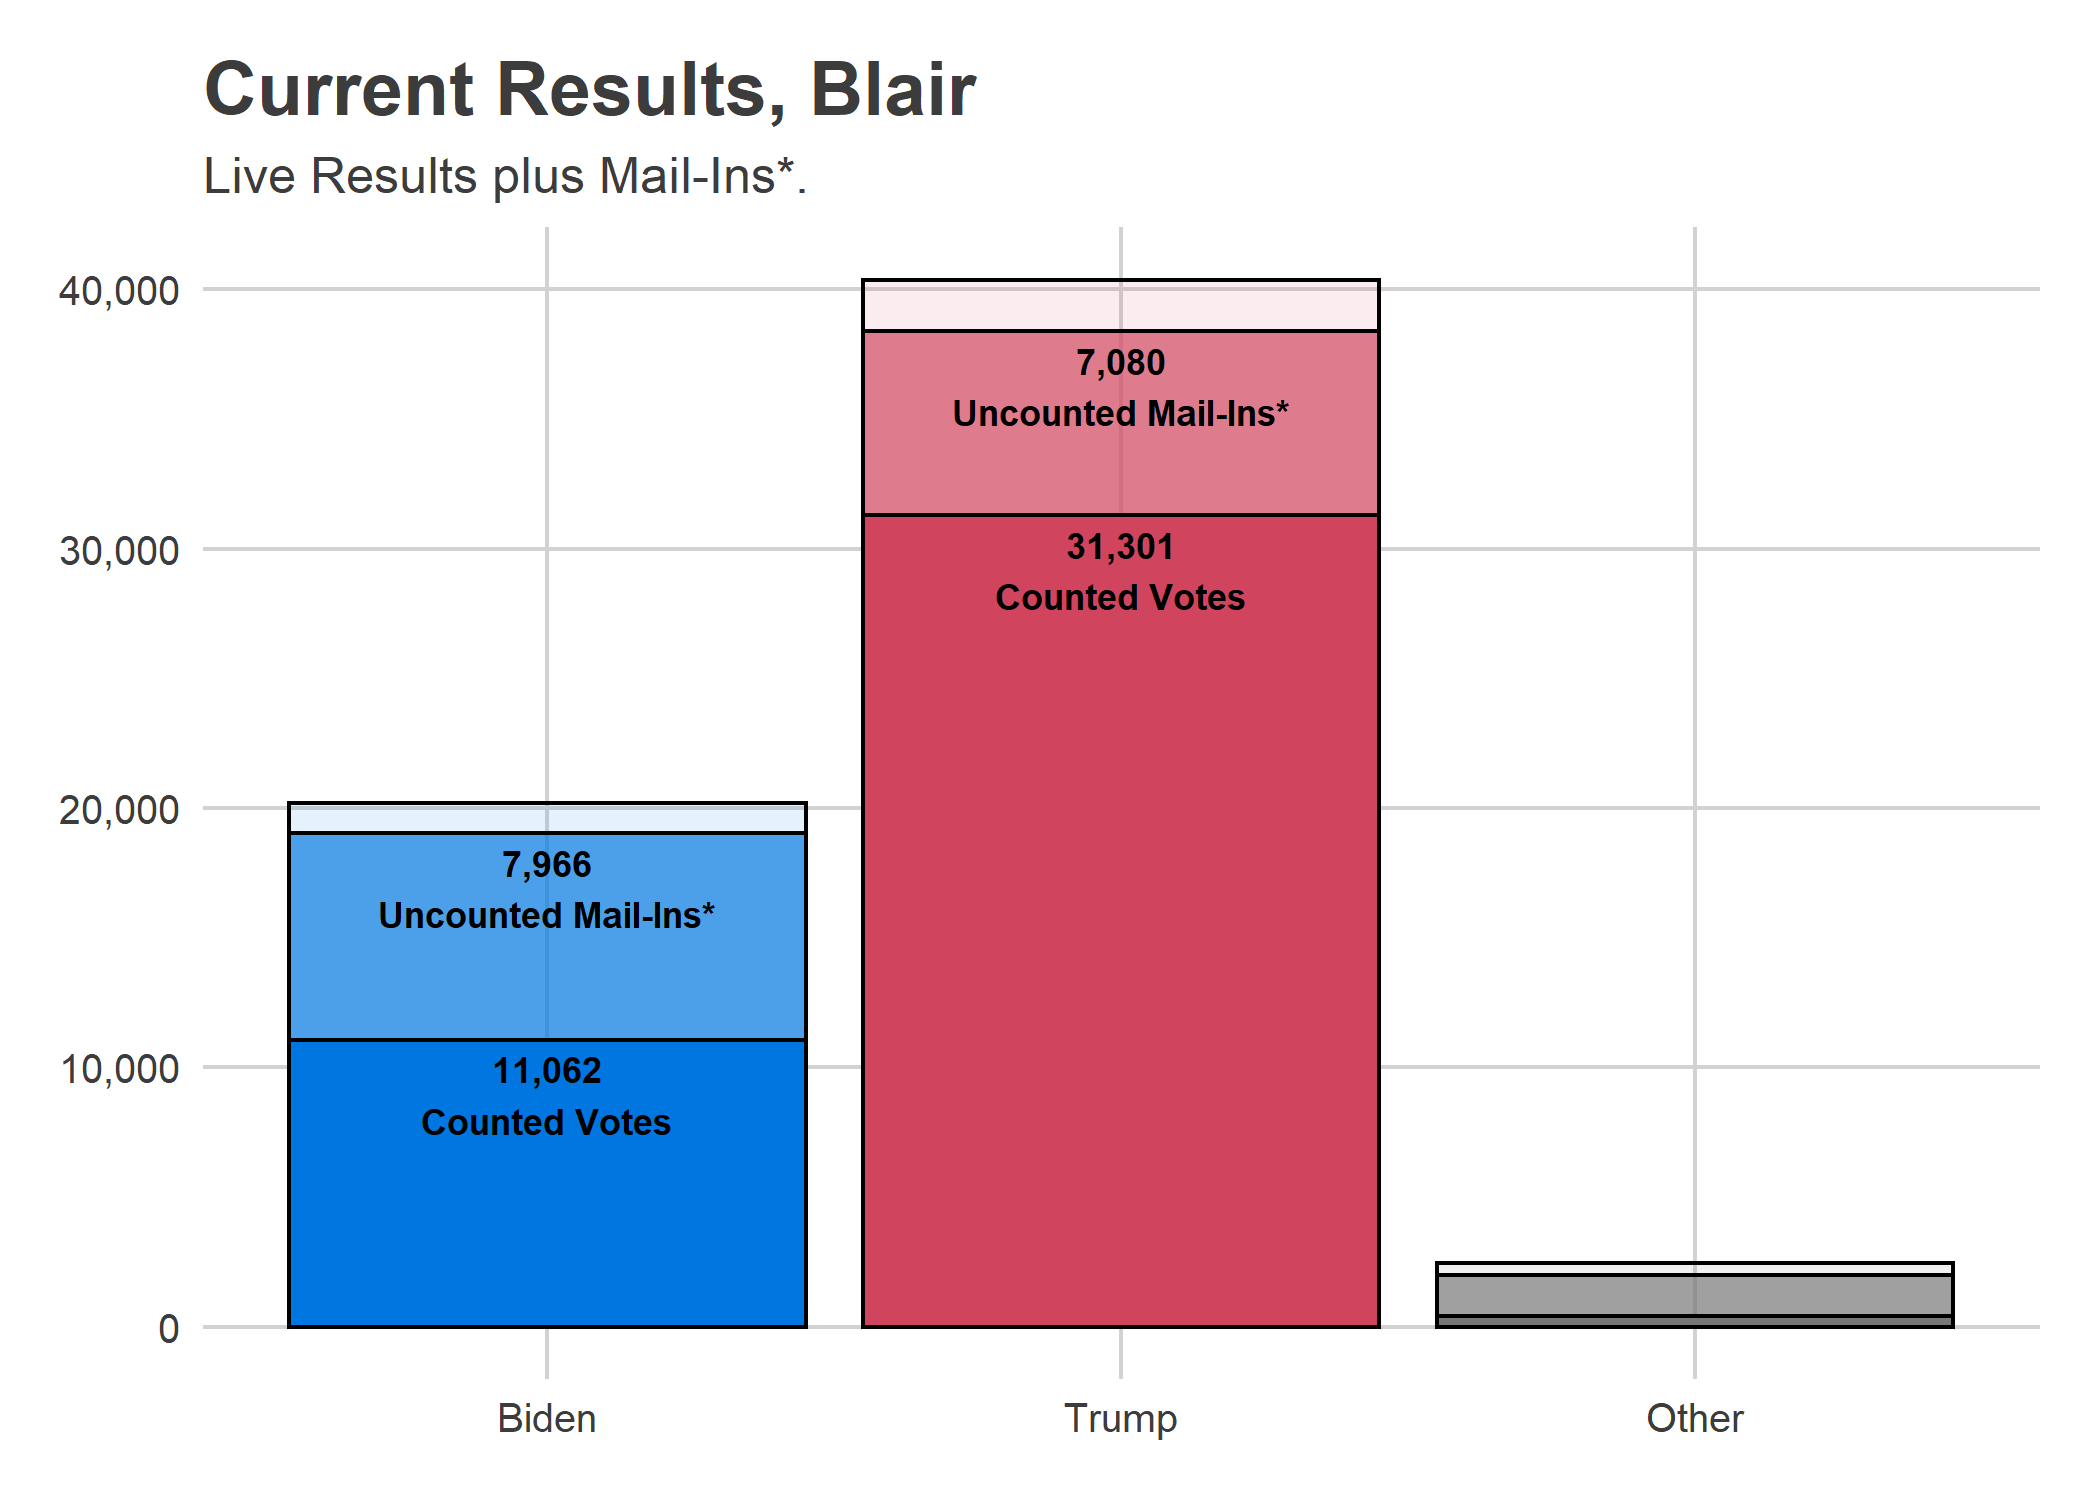 Current Results, Blair
Live Results plus Mail-Ins*.
40,000
30,000
20,000
10,000
0
7,966
Uncounted Mail-Ins*
11,062
Counted Votes
7,080
Uncounted Mail-Ins*
31,301
Counted Votes
Biden
Trump
Other